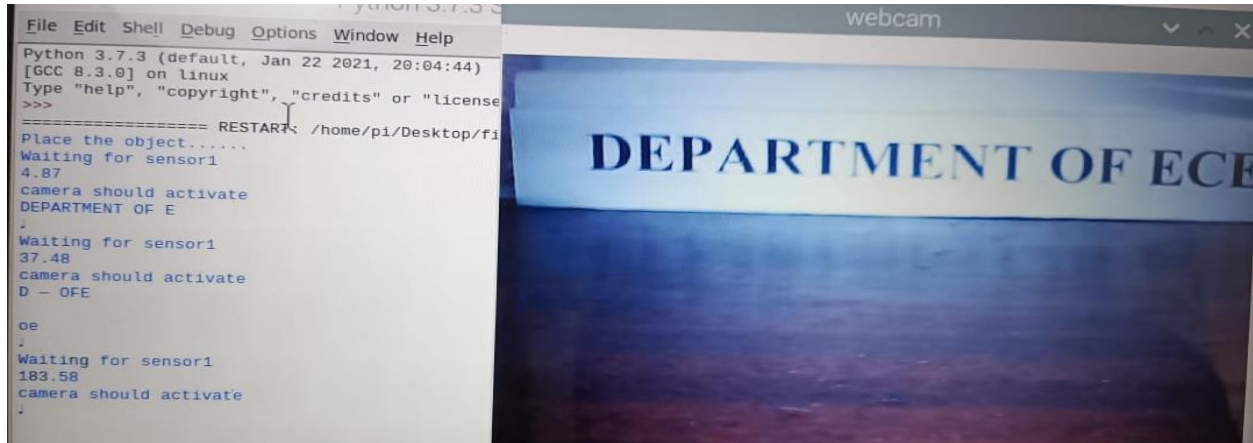 File Edit Shell Debug Options Window Help
Python 3.7.3 (default, Jan 22 2021, 20:04:44)
[GCC 8.3.0] on linux
Type "help", "copyright", "credits" or "license
>>>
================== RESTART: /home/pi/Desktop/fi
Place the object......
Waiting for sensor1
4.87
camera should activate
DEPARTMENT OF E
♩
Waiting for sensor1
37.48
camera should activate
D — OFE
oe
♩
Waiting for sensor1
183.58
camera should activate
♩
webcam
DEPARTMENT OF ECE